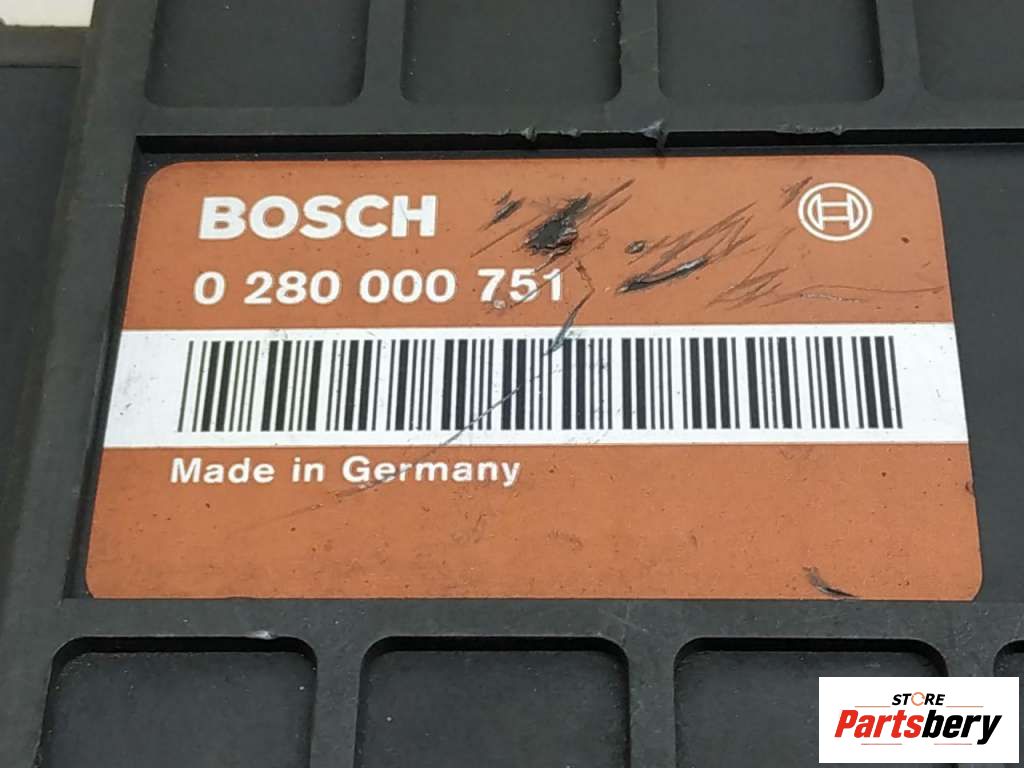 BOSCH
0 280 000 751
Made in Germany
STORE
Partsbery